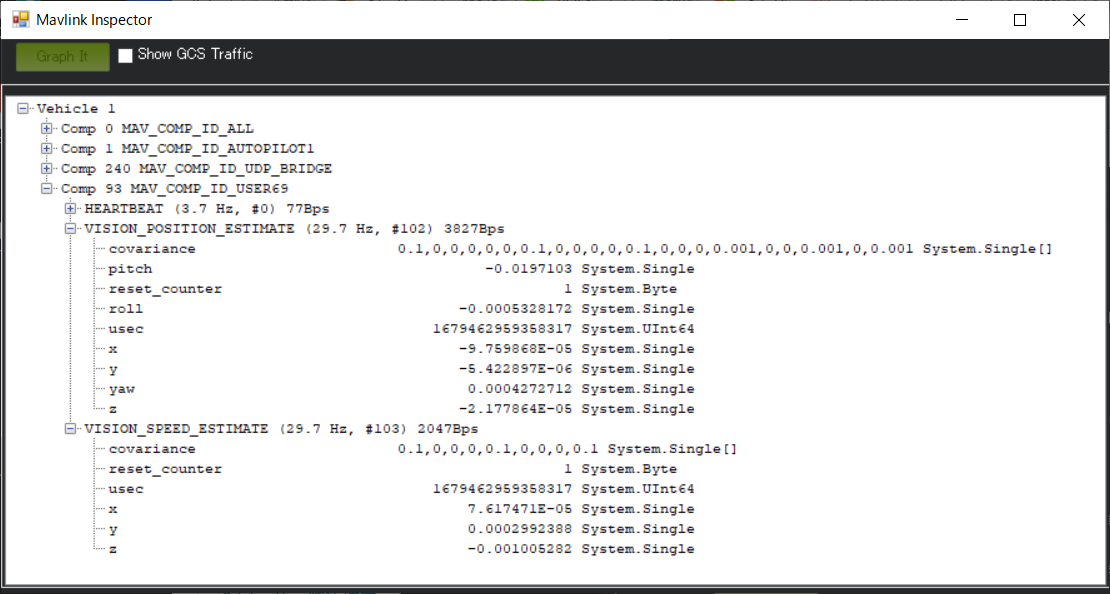 Mavlink Inspector
Graph It
Show GCS Traffic
Vehicle 1
Comp 0 MAV_COMP_ID_ALL
Comp 1 MAV_COMP_ID_AUTOPILOT1
Comp 240 MAV_COMP_ID_UDP_BRIDGE
Comp 93 MAV_COMP_ID_USER69
HEARTBEAT (3.7 Hz, #0) 77Bps
VISION_POSITION_ESTIMATE (29.7 Hz, #102) 3827Bps
covariance 0.1,0,0,0,0,0,0.1,0,0,0,0,0.1,0,0,0,0.001,0,0,0.001,0,0.001 System.Single[]
pitch -0.0197103 System.Single
reset_counter 1 System.Byte
roll -0.0005328172 System.Single
usec 1679462959358317 System.UInt64
x -9.759868E-05 System.Single
y -5.422897E-06 System.Single
yaw 0.0004272712 System.Single
z -2.177864E-05 System.Single
VISION_SPEED_ESTIMATE (29.7 Hz, #103) 2047Bps
covariance 0.1,0,0,0,0.1,0,0,0,0.1 System.Single[]
reset_counter 1 System.Byte
usec 1679462959358317 System.UInt64
x 7.617471E-05 System.Single
y 0.0002992388 System.Single
z -0.001005282 System.Single